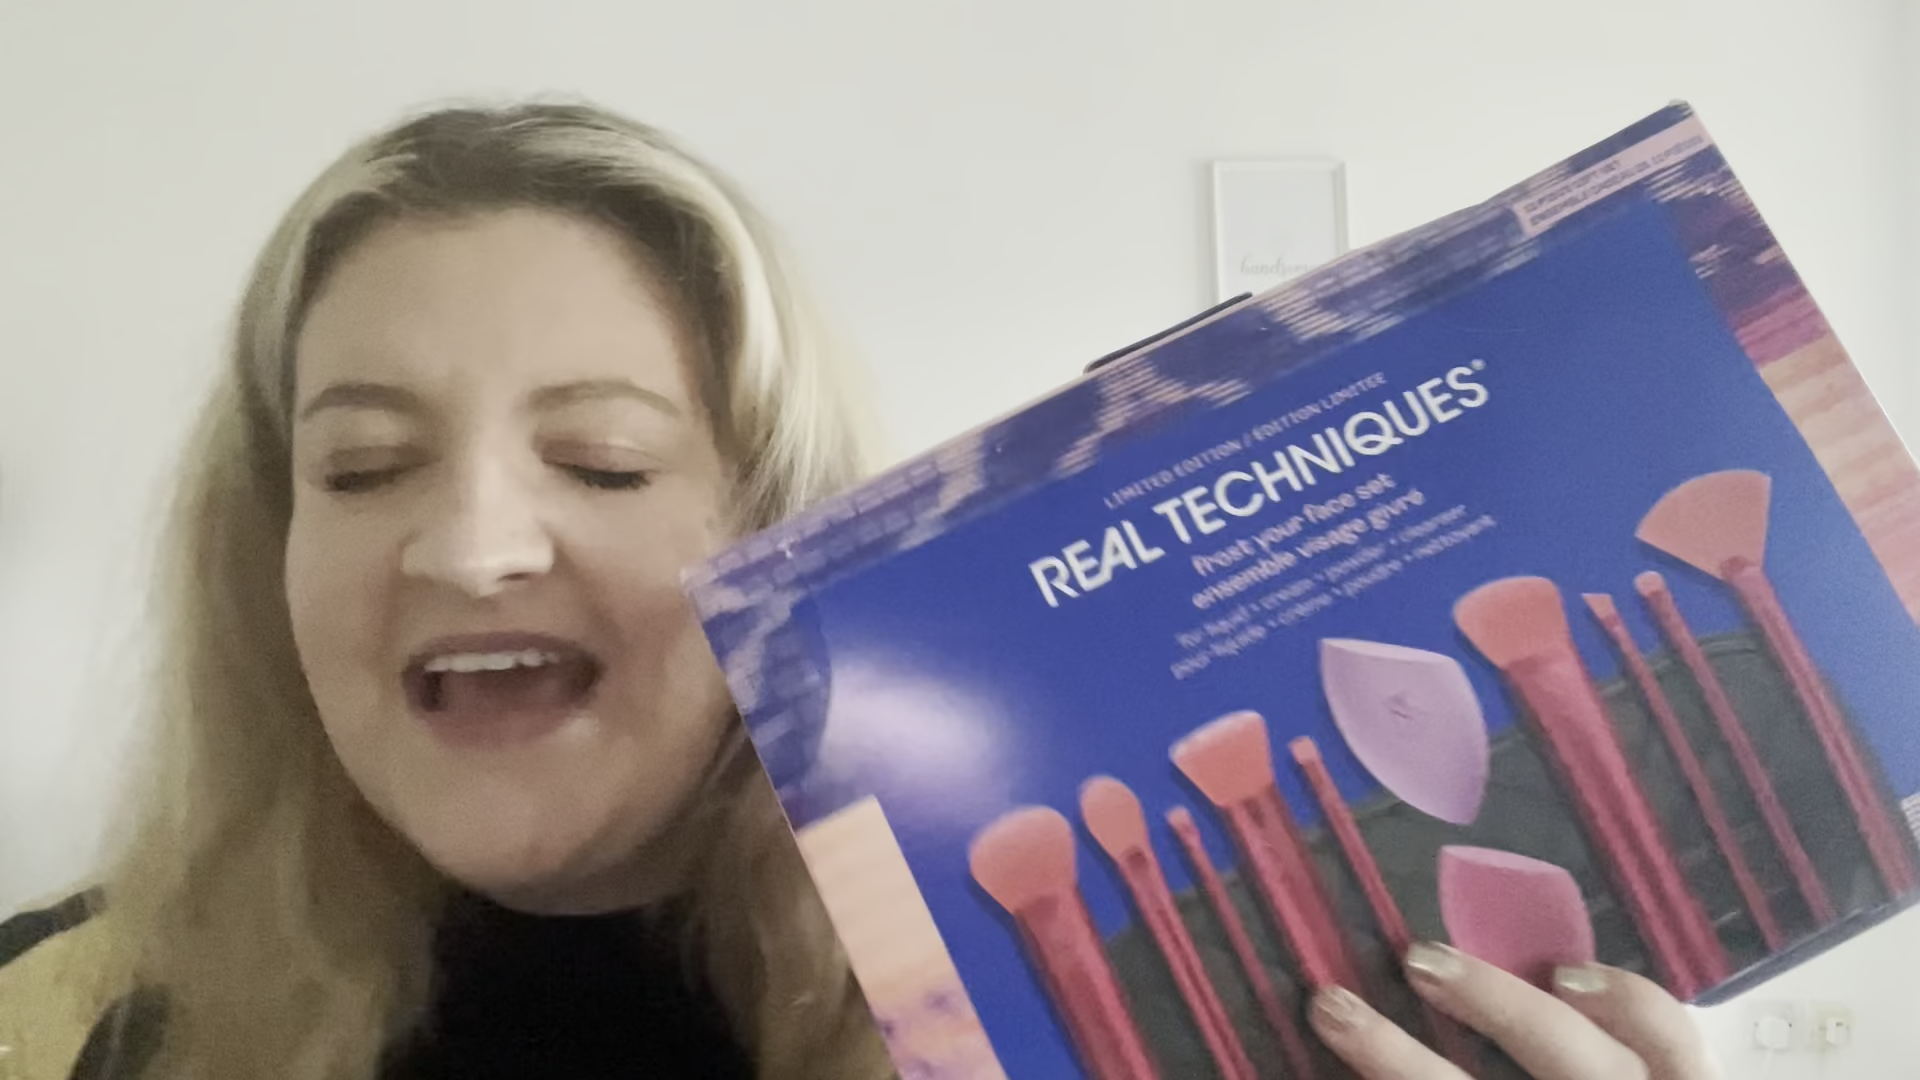 LIMITED EDITION / ÉDITION LIMITÉE
REAL TECHNIQUES®
frost your face set
ensemble visage givré
for liquid • cream • powder • cleanser
pour liquide • crème • poudre • nettoyant